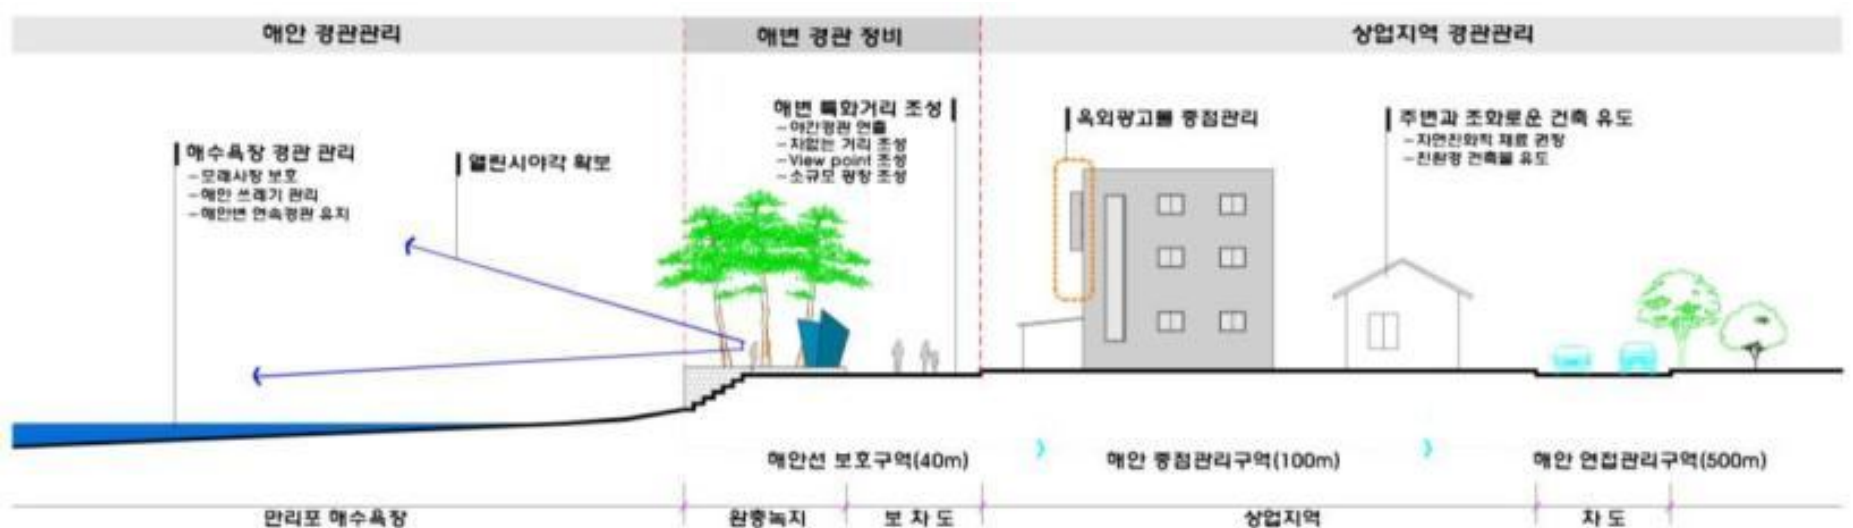 해안 경관관리
해변 경관 정비
상업지역 경관관리
해수욕장 경관 관리
-모래사장 보호
-해안 쓰레기 관리
-해안변 연속경관 유지
열린시야각 확보
해변 특화거리 조성
-야간경관 연출
-차없는 거리 조성
-View point 조성
-소규모 광장 조성
옥외광고물 중점관리
주변과 조화로운 건축 유도
-자연친화적 재료 권장
-친환경 건축물 유도
해안선 보호구역(40m)
해안 중점관리구역(100m)
해안 연접관리구역(500m)
만리포 해수욕장
완충녹지
보 차 도
상업지역
차 도